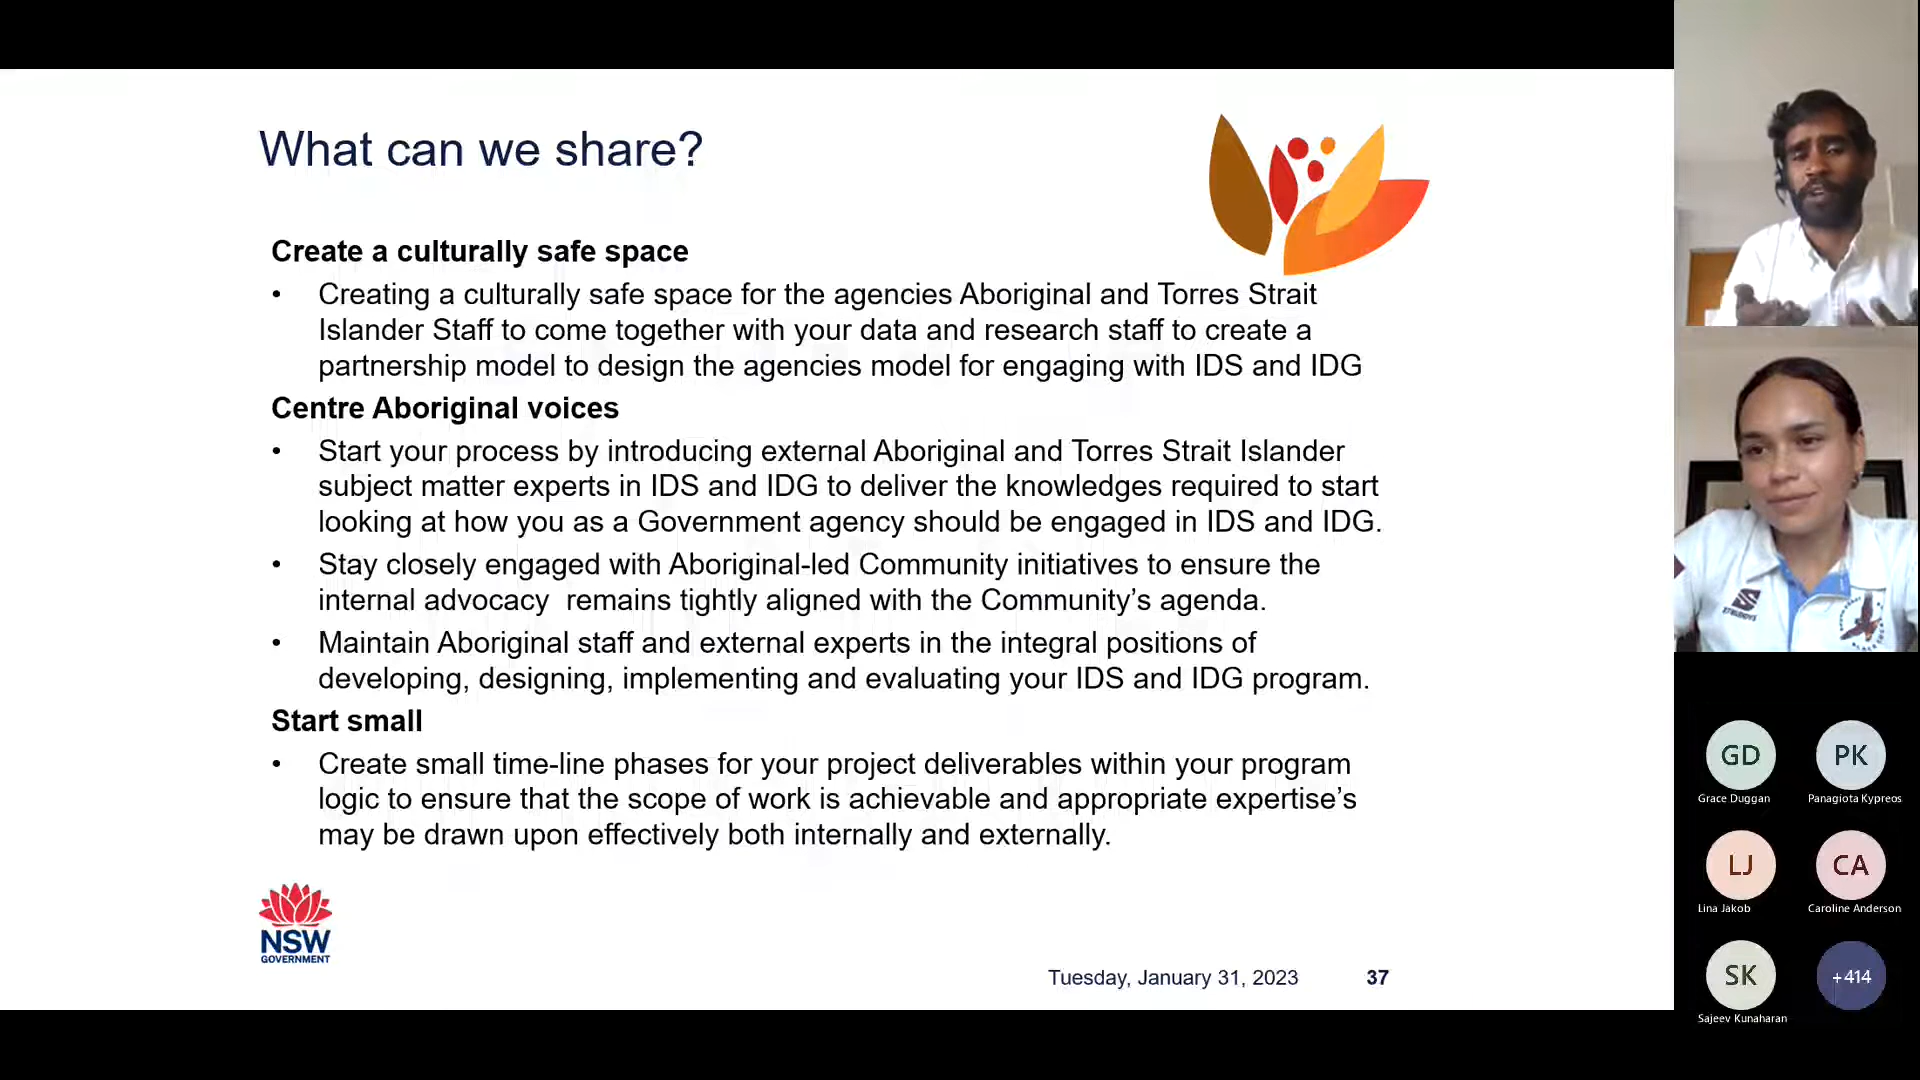 What can we share?
Create a culturally safe space
• Creating a culturally safe space for the agencies Aboriginal and Torres Strait
Islander Staff to come together with your data and research staff to create a
partnership model to design the agencies model for engaging with IDS and IDG
Centre Aboriginal voices
• Start your process by introducing external Aboriginal and Torres Strait Islander
subject matter experts in IDS and IDG to deliver the knowledges required to start
looking at how you as a Government agency should be engaged in IDS and IDG.
• Stay closely engaged with Aboriginal-led Community initiatives to ensure the
internal advocacy  remains tightly aligned with the Community’s agenda.
• Maintain Aboriginal staff and external experts in the integral positions of
developing, designing, implementing and evaluating your IDS and IDG program.
Start small
• Create small time-line phases for your project deliverables within your program
logic to ensure that the scope of work is achievable and appropriate expertise’s
may be drawn upon effectively both internally and externally.
NSW
GOVERNMENT
Tuesday, January 31, 2023
37
GD
Grace Duggan
PK
Panagiota Kypreos
LJ
Lina Jakob
CA
Caroline Anderson
SK
Sajeev Kunaharan
+414